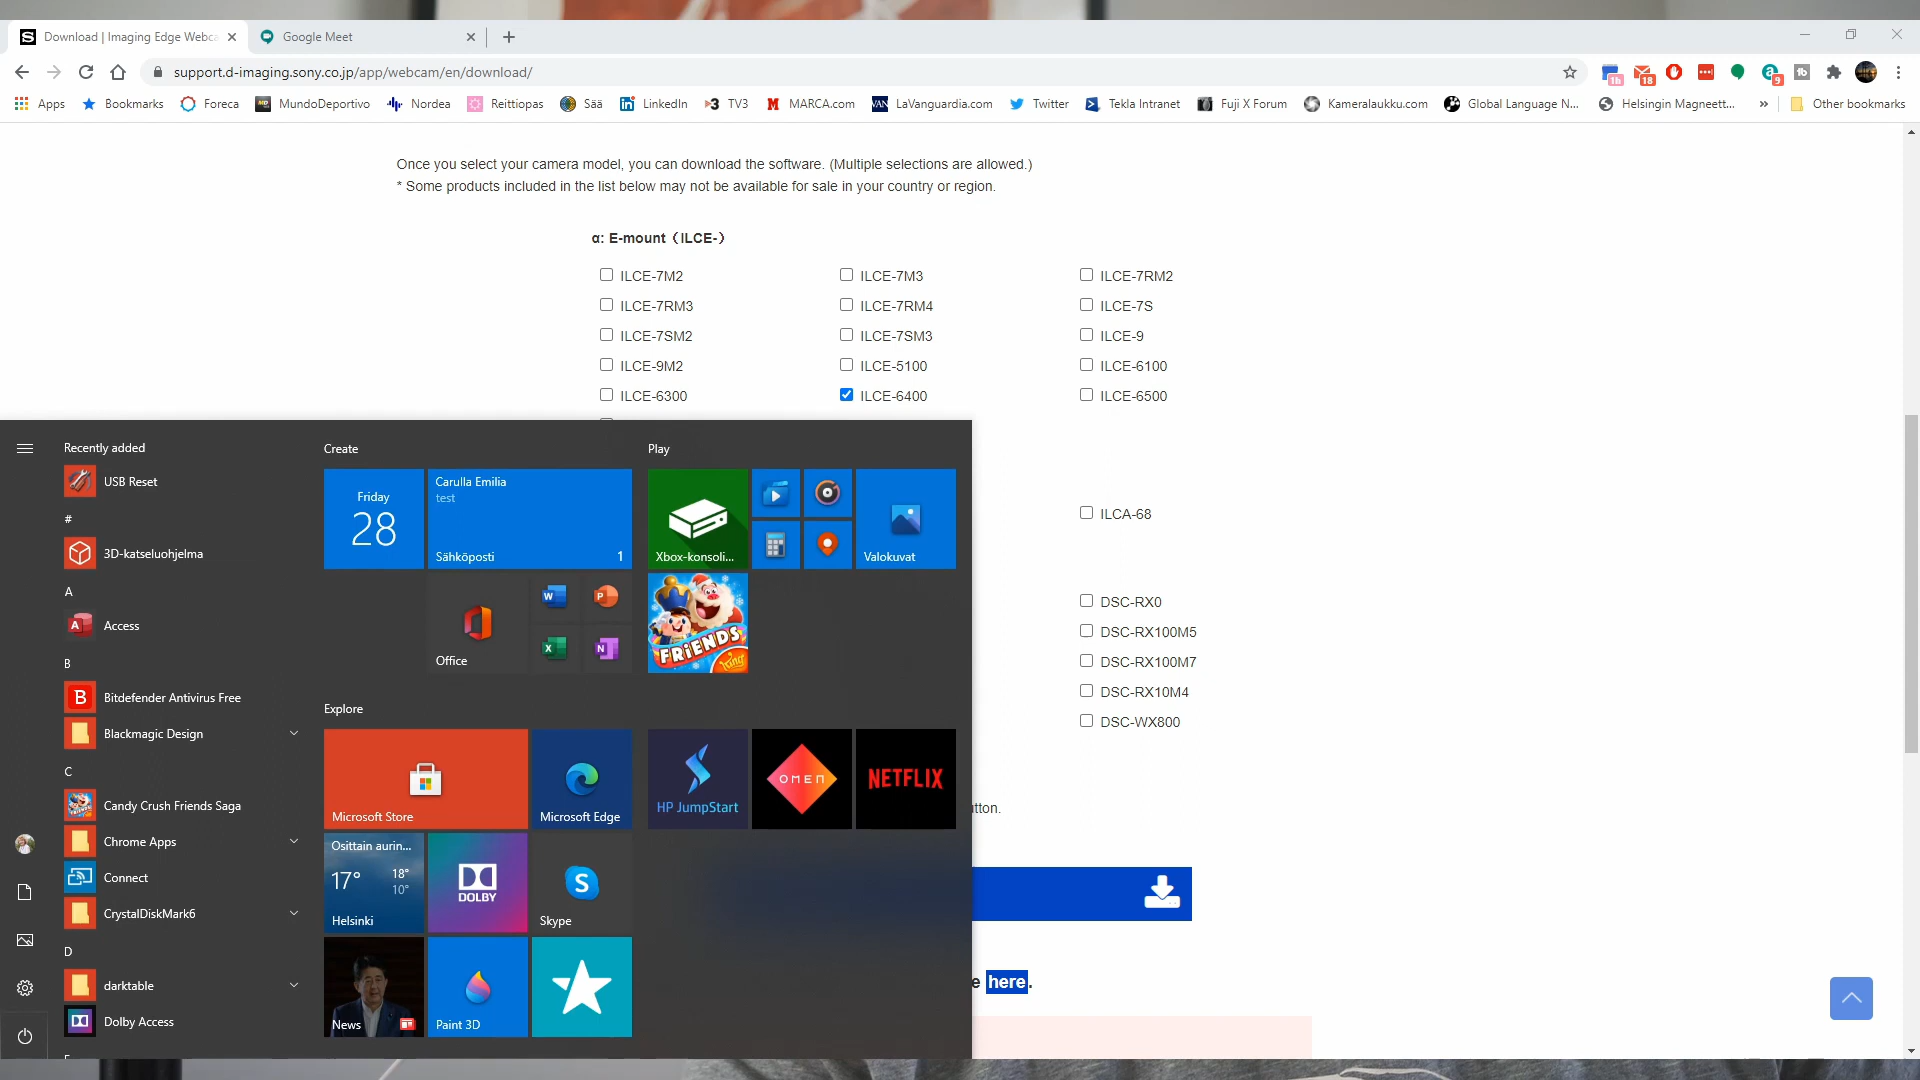 Download | Imaging Edge Webca
Google Meet
support.d-imaging.sony.co.jp/app/webcam/en/download/
1h
18
9
Apps
Bookmarks
Foreca
MundoDeportivo
Nordea
Reittiopas
Sää
LinkedIn
TV3
MARCA.com
LaVanguardia.com
Twitter
Tekla Intranet
Fuji X Forum
Kameralaukku.com
Global Language N...
Helsingin Magneett...
Other bookmarks
Once you select your camera model, you can download the software. (Multiple selections are allowed.)
* Some products included in the list below may not be available for sale in your country or region.
α: E-mount（ILCE-）
ILCE-7M2
ILCE-7M3
ILCE-7RM2
ILCE-7RM3
ILCE-7RM4
ILCE-7S
ILCE-7SM2
ILCE-7SM3
ILCE-9
ILCE-9M2
ILCE-5100
ILCE-6100
ILCE-6300
ILCE-6400
ILCE-6500
ILCA-68
DSC-RX0
DSC-RX100M5
DSC-RX100M7
DSC-RX10M4
DSC-WX800
tton.
e here.
Recently added
USB Reset
#
3D-katseluohjelma
A
Access
B
Bitdefender Antivirus Free
Blackmagic Design
C
Candy Crush Friends Saga
Chrome Apps
Connect
CrystalDiskMark6
D
darktable
Dolby Access
Create
Friday
28
Carulla Emilia
test
Sähköposti
1
Office
Play
Xbox-konsoli...
Valokuvat
FRIENDS
King
Explore
Microsoft Store
Microsoft Edge
HP JumpStart
OMEN
NETFLIX
Osittain aurin...
17°
18°
10°
Helsinki
DOLBY
Skype
News
Paint 3D